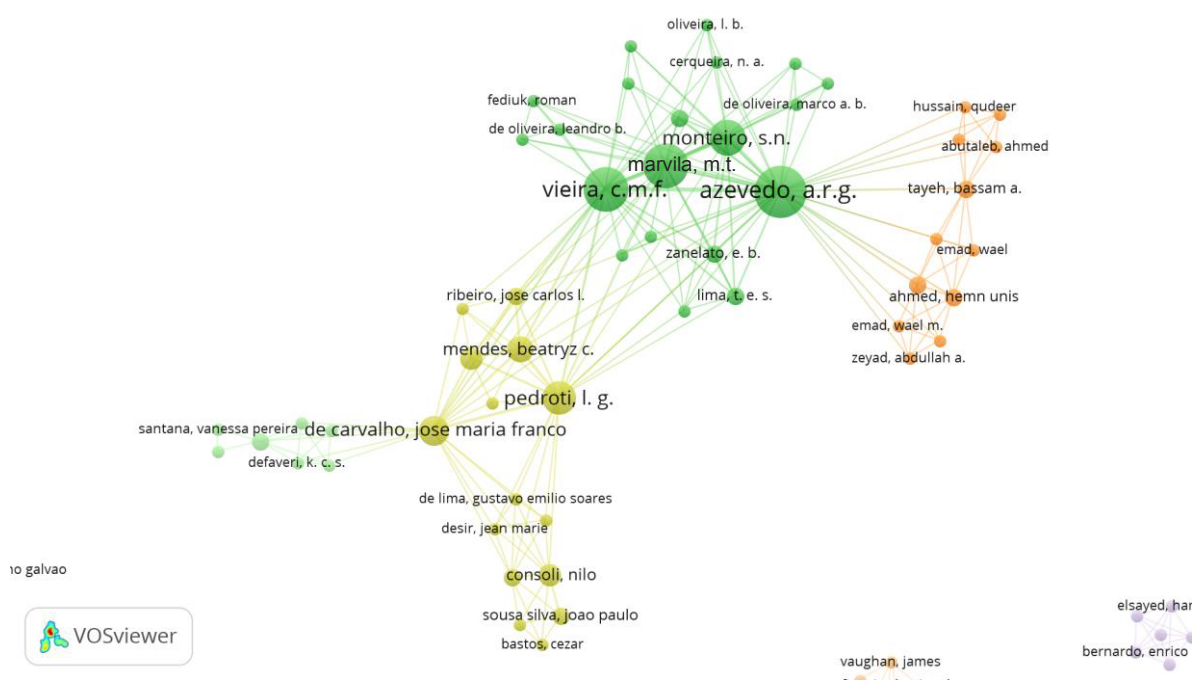 oliveira, l. b.
cerqueira, n. a.
fediuk, roman
de oliveira, marco a. b.
hussain, qudeer
de oliveira, leandro b.
monteiro, s.n.
abutaleb, ahmed
marvila, m.t.
vieira, c.m.f.
azevedo, a.r.g.
tayeh, bassam a.
zanelato, e. b.
emad, wael
ribeiro, jose carlos l.
lima, t. e. s.
ahmed, hemn unis
emad, wael m.
mendes, beatryz c.
zeyad, abdullah a.
pedroti, l. g.
santana, vanessa pereira
de carvalho, jose maria franco
defaveri, k. c. s.
de lima, gustavo emilio soares
desir, jean marie
no galvao
consoli, nilo
elsayed, han
sousa silva, joao paulo
VOSviewer
bastos, cezar
bernardo, enrico
vaughan, james